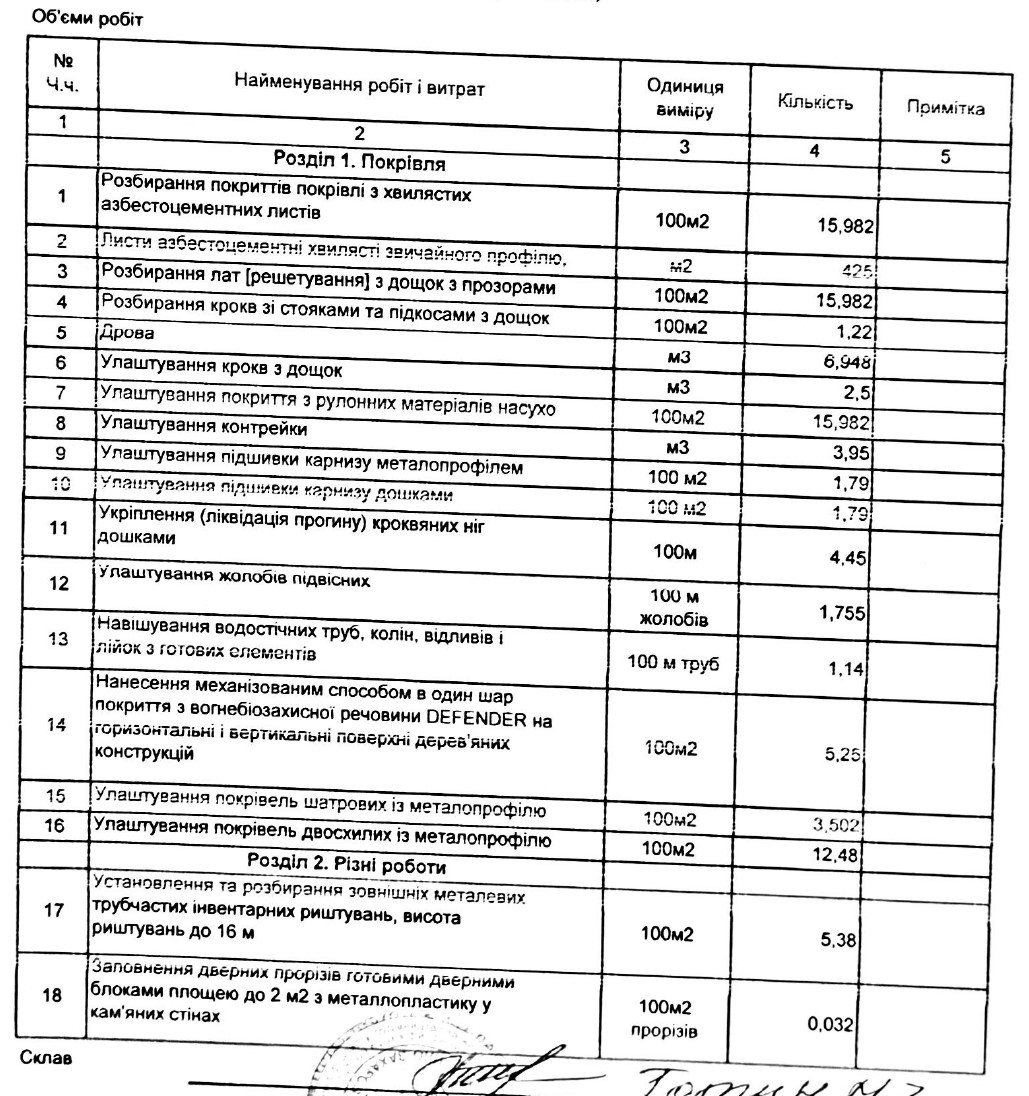 Об'єми робіт
№ Ч.ч. Найменування робіт і витрат Одиниця виміру Кількість Примітка
1 2 3 4 5
Розділ 1. Покрівля
1 Розбирання покриттів покрівлі з хвилястих
азбестоцементних листів 100м2 15,982
2 Листи азбестоцементні хвилясті звичайного профілю, м2 425
3 Розбирання лат [решетування] з дощок з прозорами 100м2 15,982
4 Розбирання крокв зі стояками та підкосами з дощок 100м2 1,22
5 Дрова м3 6,948
6 Улаштування крокв з дощок м3 2,5
7 Улаштування покриття з рулонних матеріалів насухо 100м2 15,982
8 Улаштування контрейки м3 3,95
9 Улаштування підшивки карнизу металопрофілем 100 м2 1,79
10 Улаштування підшивки карнизу дошками 100 м2 1,79
11 Укріплення (ліквідація прогину) кроквяних ніг
дошками 100м 4,45
12 Улаштування жолобів підвісних 100 м
жолобів 1,755
13 Навішування водостічних труб, колін, відливів і
лійок з готових елементів 100 м труб 1,14
14 Нанесення механізованим способом в один шар
покриття з вогнебіозахисної речовини DEFENDER на
горизонтальні і вертикальні поверхні дерев'яних
конструкцій 100м2 5,25
15 Улаштування покрівель шатрових із металопрофілю 100м2 3,502
16 Улаштування покрівель двосхилих із металопрофілю 100м2 12,48
Розділ 2. Різні роботи
17 Установлення та розбирання зовнішніх металевих
трубчастих інвентарних риштувань, висота
риштувань до 16 м 100м2 5,38
18 Заповнення дверних прорізів готовими дверними
блоками площею до 2 м2 з металлопластику у
кам'яних стінах 100м2
прорізів 0,032
Склав